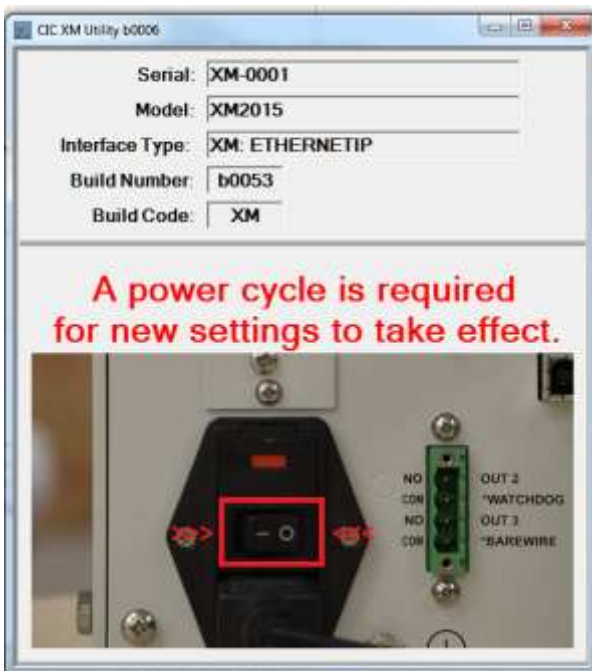 CIC XM Utility b0006
Serial: XM-0001
Model: XM2015
Interface Type: XM: ETHERNETIP
Build Number: b0053
Build Code: XM
A power cycle is required
for new settings to take effect.
NO OUT 2
COM *WATCHDOG
NO OUT 3
COM *BAREWIRE
>>> <<<
— O